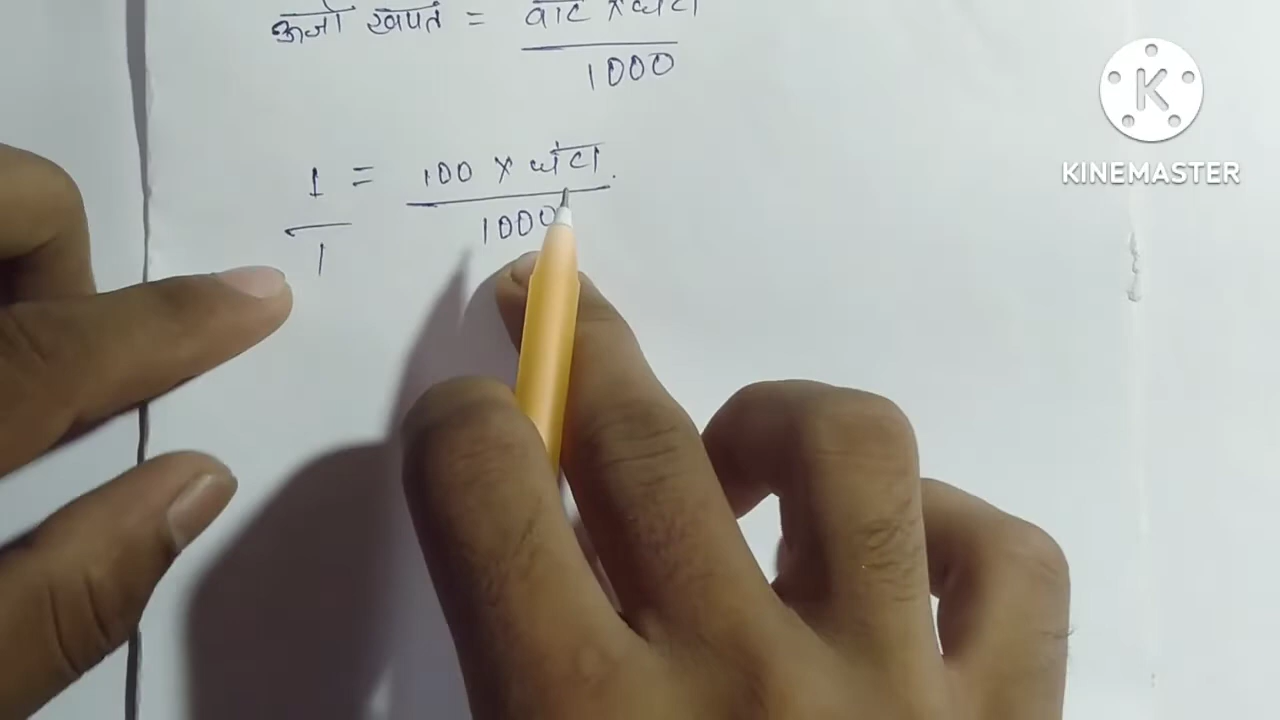 ऊर्जा खपत = वाट × घंटा
1000
1 = 100 × घंटा
1 1000
K
KINEMASTER